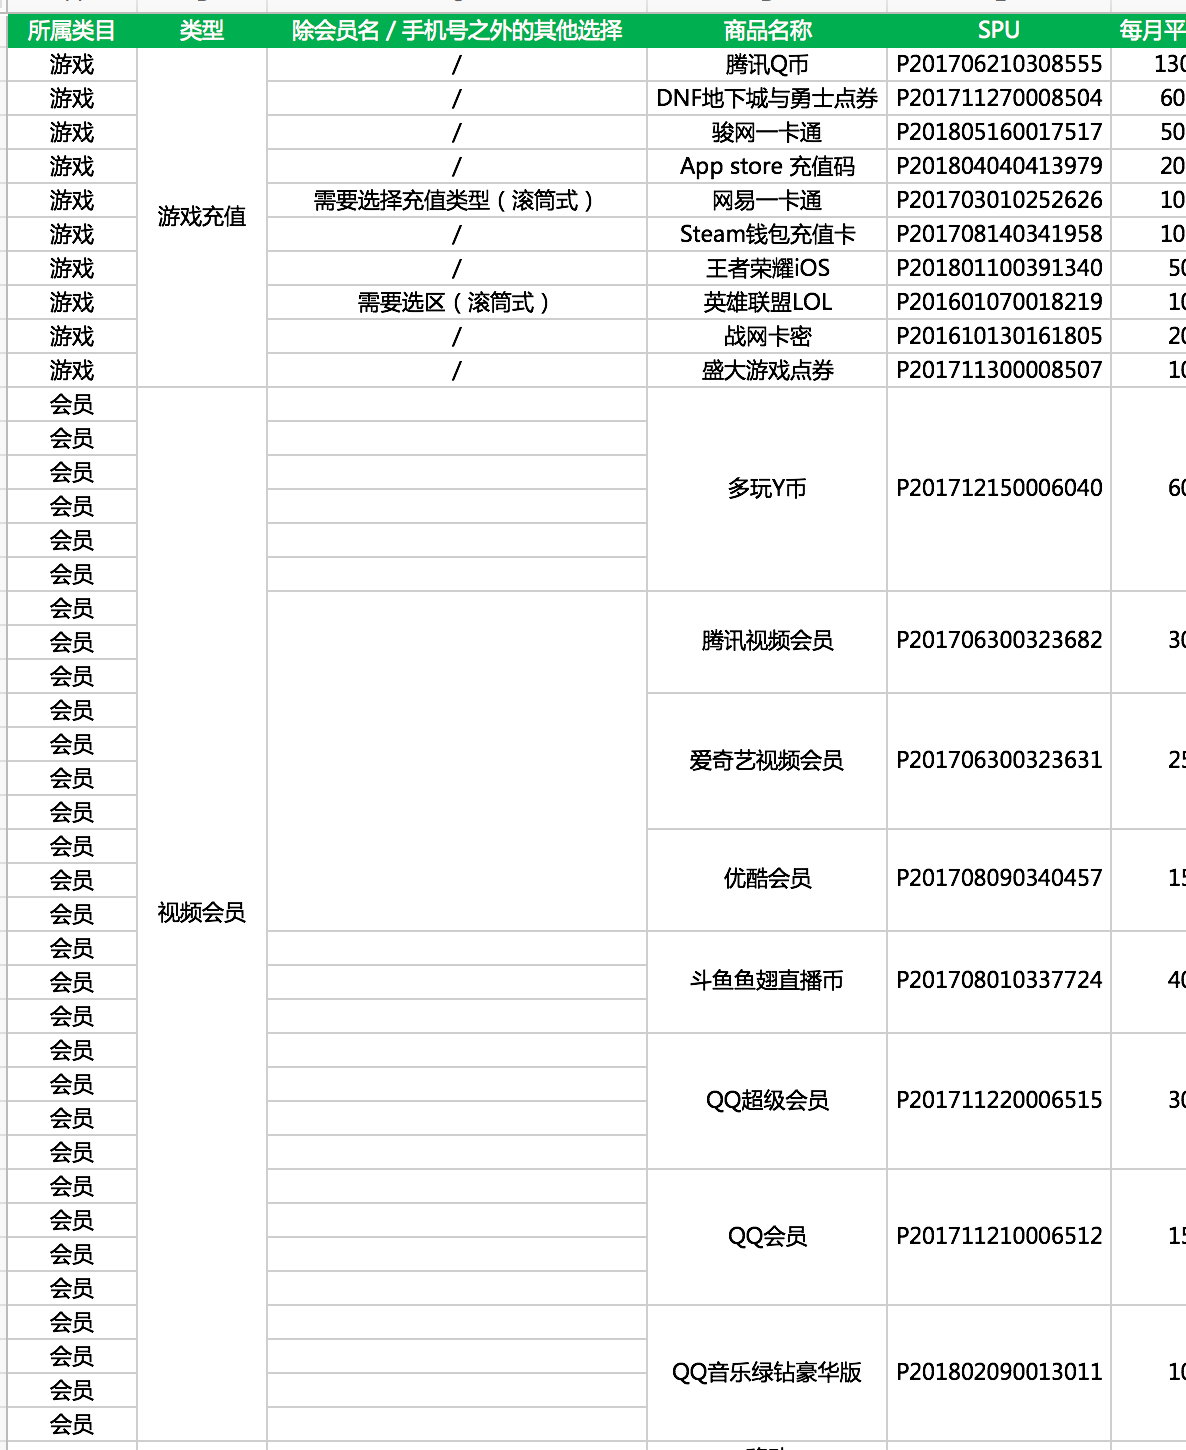 所属类目 类型 除会员名 / 手机号之外的其他选择 商品名称 SPU 每月平
游戏 / 腾讯Q币 P201706210308555 130
游戏 / DNF地下城与勇士点券 P201711270008504 60
游戏 / 骏网一卡通 P201805160017517 50
游戏 / App store 充值码 P201804040413979 20
游戏 需要选择充值类型（滚筒式） 网易一卡通 P201703010252626 10
游戏充值
游戏 / Steam钱包充值卡 P201708140341958 10
游戏 / 王者荣耀iOS P201801100391340 50
游戏 需要选区（滚筒式） 英雄联盟LOL P201601070018219 10
游戏 / 战网卡密 P201610130161805 20
游戏 / 盛大游戏点券 P201711300008507 10
会员
会员
会员
多玩Y币 P201712150006040 60
会员
会员
会员
会员
会员 腾讯视频会员 P201706300323682 30
会员
会员
会员
爱奇艺视频会员 P201706300323631 25
会员
会员
会员
会员 优酷会员 P201708090340457 15
会员 视频会员
会员
会员 斗鱼鱼翅直播币 P201708010337724 40
会员
会员
会员
QQ超级会员 P201711220006515 30
会员
会员
会员
会员
QQ会员 P201711210006512 15
会员
会员
会员
会员
QQ音乐绿钻豪华版 P201802090013011 10
会员
会员